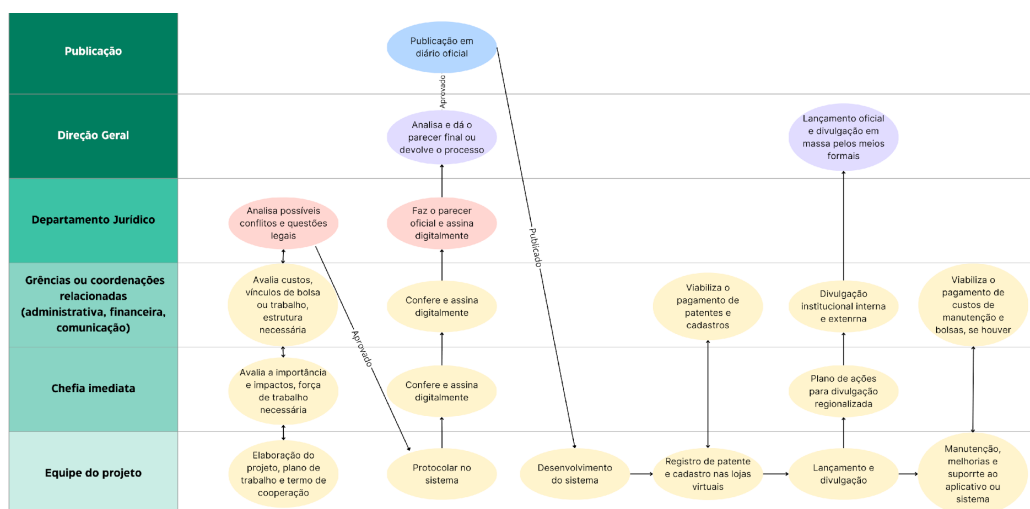 Publicação
Publicação em
diário oficial
Aprovado
Direção Geral
Analisa e dá o
parecer final ou
devolve o processo
Lançamento oficial
e divulgação em
massa pelos meios
formais
Departamento Jurídico
Analisa possíveis
conflitos e questões
legais
Faz o parecer
oficial e assina
digitalmente
Publicado
Grências ou coordenações
relacionadas
(administrativa, financeira,
comunicação)
Avalia custos,
vínculos de bolsa
ou trabalho,
estrutura
necessária
Confere e assina
digitalmente
Viabiliza o
pagamento de
patentes e
cadastros
Divulgação
institucional interna
e extenrna
Viabiliza o
pagamento de
custos de
manutenção e
bolsas, se houver
Aprovado
Chefia imediata
Avalia a importância
e impactos, força
de trabalho
necessária
Confere e assina
digitalmente
Plano de ações
para divulgação
regionalizada
Equipe do projeto
Elaboração do
projeto, plano de
trabalho e termo de
cooperação
Protocolar no
sistema
Desenvolvimento
do sistema
Registro de patente
e cadastro nas lojas
virtuais
Lançamento e
divulgação
Manutenção,
melhorias e
suporrte ao
aplicativo ou
sistema